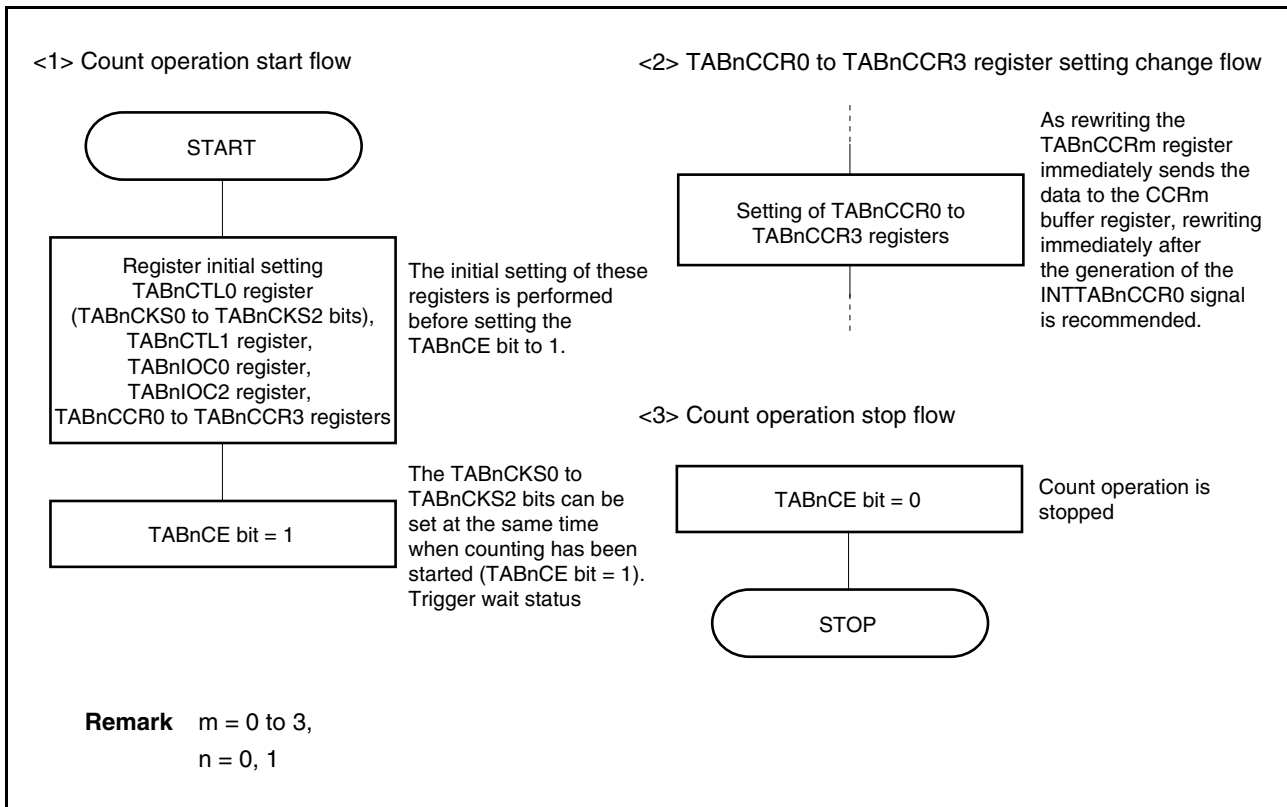 <1> Count operation start flow
START
Register initial setting
TABnCTL0 register
(TABnCKS0 to TABnCKS2 bits),
TABnCTL1 register,
TABnIOC0 register,
TABnIOC2 register,
TABnCCR0 to TABnCCR3 registers
The initial setting of these
registers is performed
before setting the
TABnCE bit to 1.
TABnCE bit = 1
The TABnCKS0 to
TABnCKS2 bits can be
set at the same time
when counting has been
started (TABnCE bit = 1).
Trigger wait status
<2> TABnCCR0 to TABnCCR3 register setting change flow
Setting of TABnCCR0 to
TABnCCR3 registers
As rewriting the
TABnCCRm register
immediately sends the
data to the CCRm
buffer register, rewriting
immediately after
the generation of the
INTTABnCCR0 signal
is recommended.
<3> Count operation stop flow
TABnCE bit = 0
Count operation is
stopped
STOP
Remark m = 0 to 3,
n = 0, 1